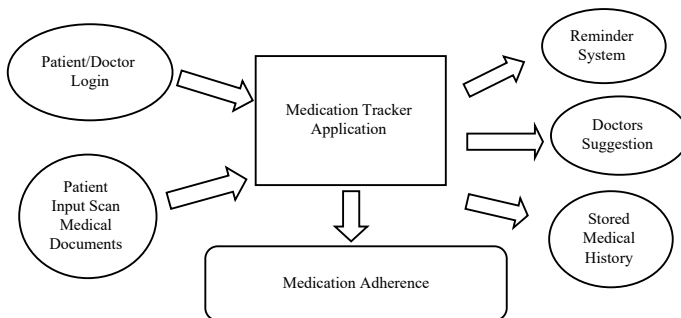 Patient/Doctor
Login
Patient
Input Scan
Medical
Documents
Medication Tracker
Application
Reminder
System
Doctors
Suggestion
Stored
Medical
History
Medication Adherence